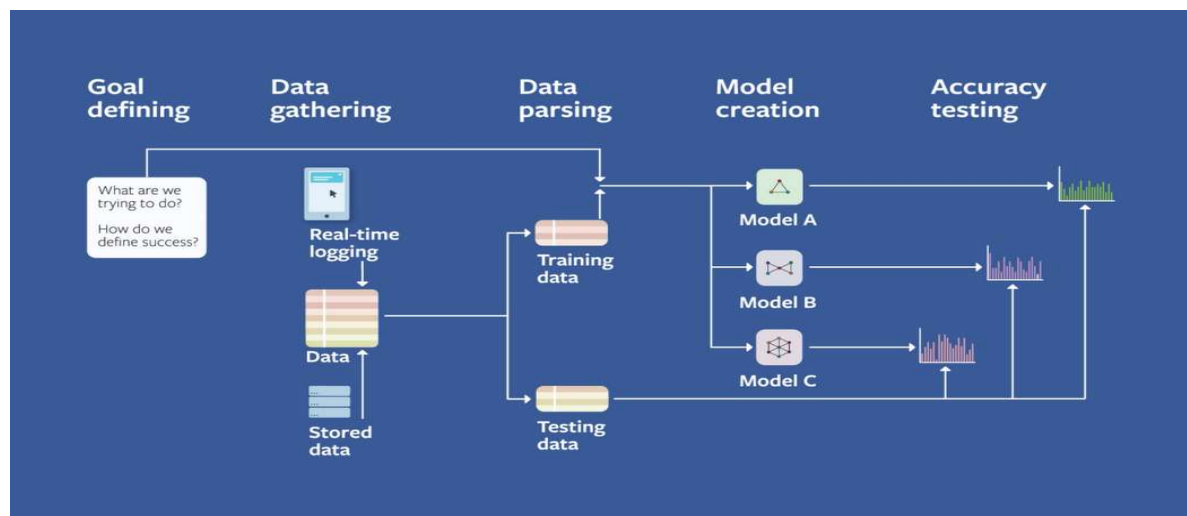 Goal
defining
Data
gathering
Data
parsing
Model
creation
Accuracy
testing
What are we
trying to do?
How do we
define success?
Real-time
logging
Data
Stored
data
Training
data
Testing
data
Model A
Model B
Model C